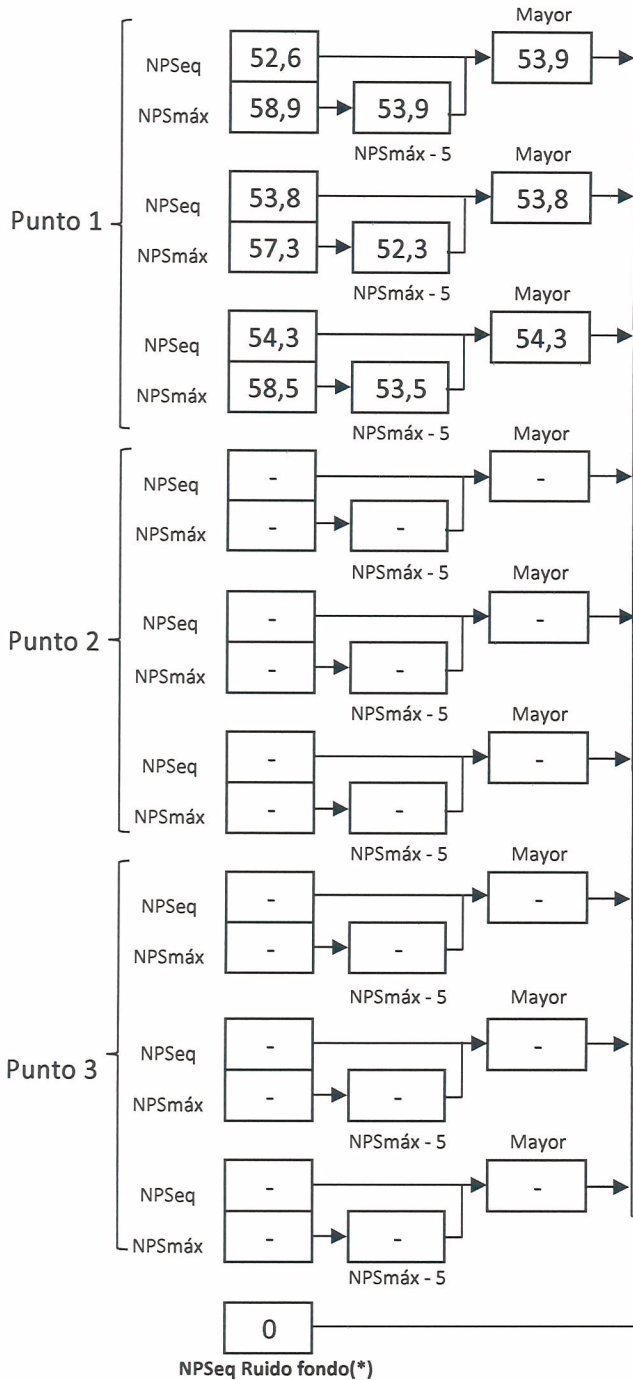 Mayor
NPSeq 52,6 53,9
NPSmáx 58,9 53,9
NPSmáx - 5 Mayor
Punto 1 NPSeq 53,8 53,8
NPSmáx 57,3 52,3
NPSmáx - 5 Mayor
NPSeq 54,3 54,3
NPSmáx 58,5 53,5
NPSmáx - 5 Mayor
NPSeq - -
NPSmáx - -
NPSmáx - 5 Mayor
Punto 2 NPSeq - -
NPSmáx - -
NPSmáx - 5 Mayor
NPSeq - -
NPSmáx - -
NPSmáx - 5 Mayor
NPSeq - -
NPSmáx - -
NPSmáx - 5 Mayor
Punto 3 NPSeq - -
NPSmáx - -
NPSmáx - 5 Mayor
NPSeq - -
NPSmáx - -
NPSmáx - 5
0
NPSeq Ruido fondo(*)